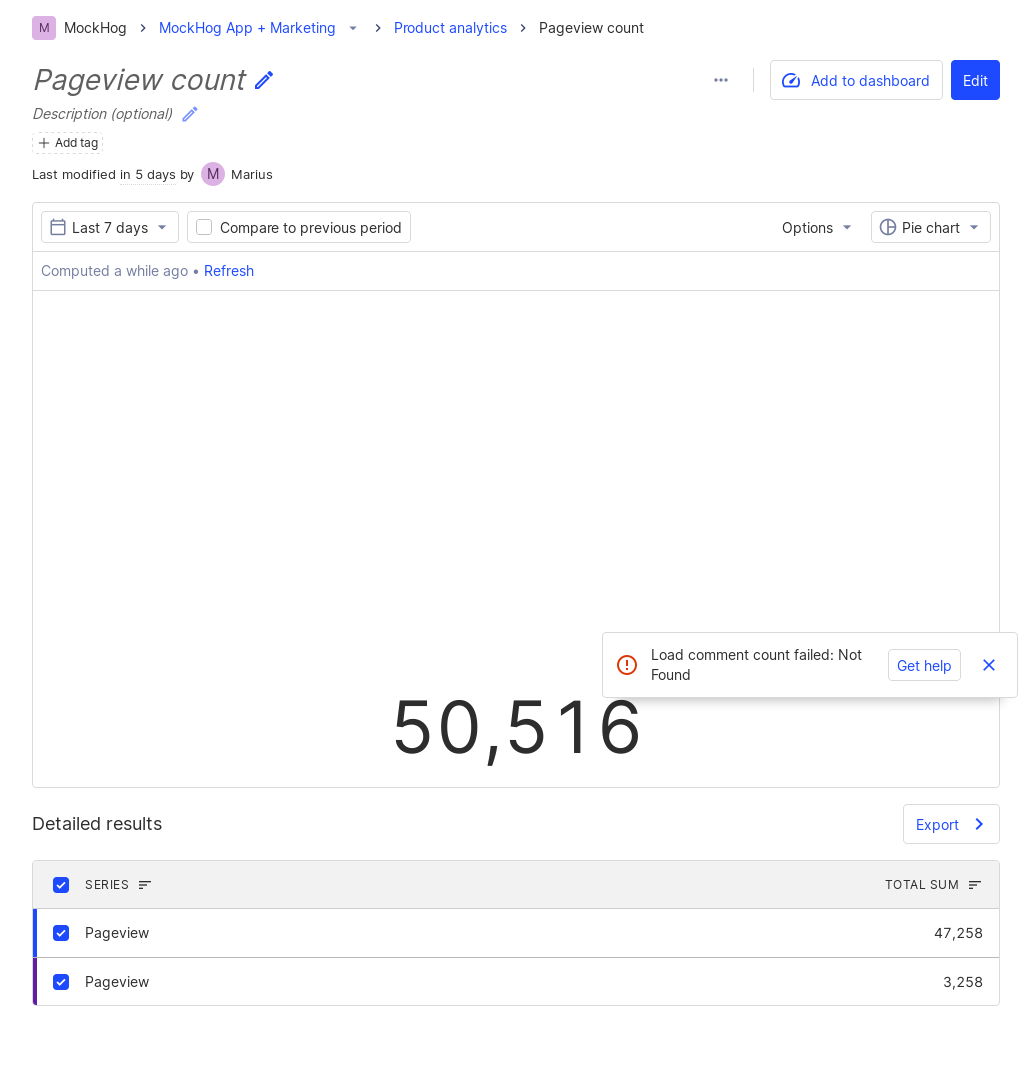 M MockHog MockHog App + Marketing Product analytics Pageview count
Pageview count
Add to dashboard Edit
Description (optional)
Add tag
Last modified in 5 days by M Marius
Last 7 days Compare to previous period Options Pie chart
Computed a while ago • Refresh
Load comment count failed: Not
Found
Get help
50,516
Detailed results Export
SERIES TOTAL SUM
Pageview 47,258
Pageview 3,258